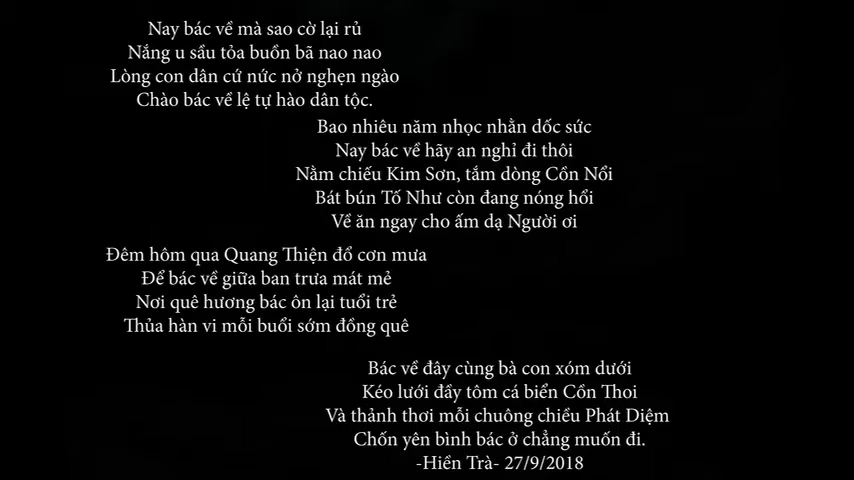 Nay bác về mà sao cờ lại rủ
Nắng u sầu tỏa buồn bã nao nao
Lòng con dân cứ nức nở nghẹn ngào
Chào bác về lệ tự hào dân tộc.
Bao nhiêu năm nhọc nhằn dốc sức
Nay bác về hãy an nghỉ đi thôi
Nằm chiếu Kim Sơn, tắm dòng Cồn Nổi
Bát bún Tố Như còn đang nóng hổi
Về ăn ngay cho ấm dạ Người ơi
Đêm hôm qua Quang Thiện đổ cơn mưa
Để bác về giữa ban trưa mát mẻ
Nơi quê hương bác ôn lại tuổi trẻ
Thủa hàn vi mỗi buổi sớm đồng quê
Bác về đây cùng bà con xóm dưới
Kéo lưới đầy tôm cá biển Cồn Thoi
Và thảnh thơi mỗi chuông chiều Phát Diệm
Chốn yên bình bác ở chẳng muốn đi.
-Hiền Trà- 27/9/2018